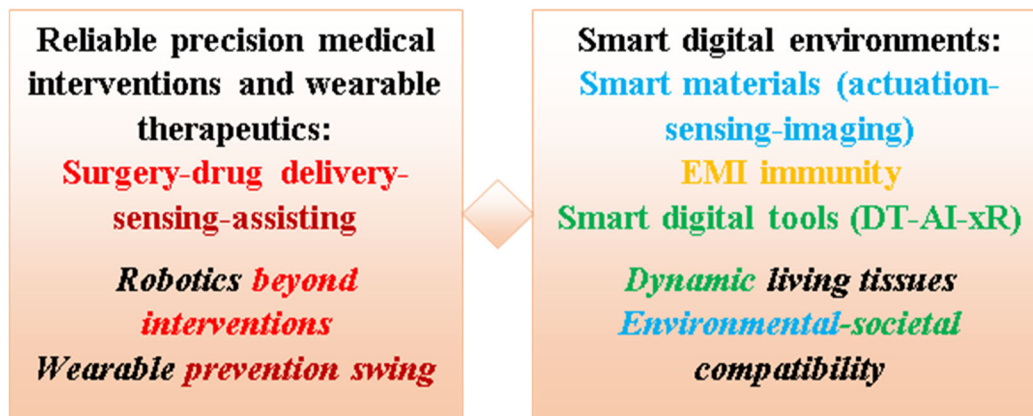 Reliable precision medical
interventions and wearable
therapeutics:
Surgery-drug delivery-
sensing-assisting
Robotics beyond
interventions
Wearable prevention swing
Smart digital environments:
Smart materials (actuation-
sensing-imaging)
EMI immunity
Smart digital tools (DT-AI-xR)
Dynamic living tissues
Environmental-societal
compatibility